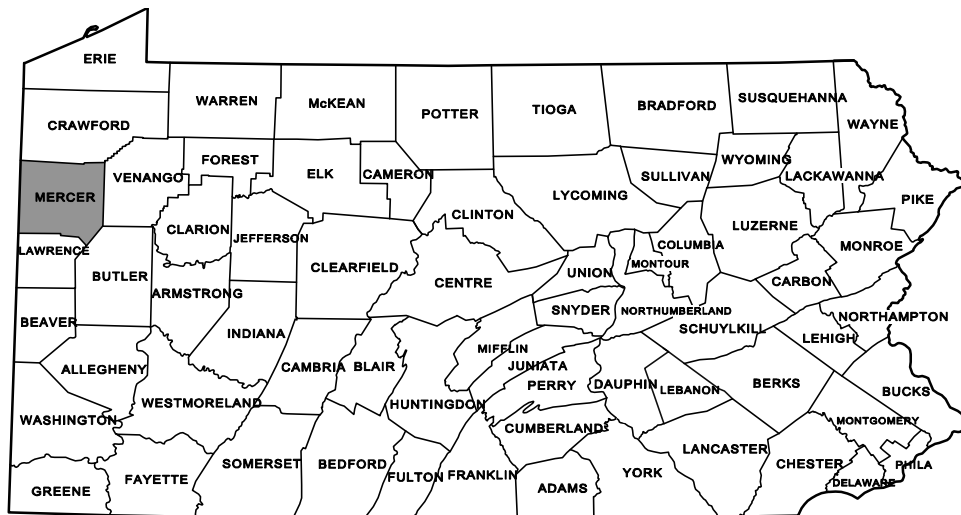 ERIE
CRAWFORD
WARREN
McKEAN
POTTER
TIOGA
BRADFORD
SUSQUEHANNA
WAYNE
MERCER
VENANGO
FOREST
ELK
CAMERON
CLINTON
LYCOMING
SULLIVAN
WYOMING
LACKAWANNA
PIKE
LAWRENCE
BUTLER
CLARION
JEFFERSON
CLEARFIELD
CENTRE
UNION
MONTOUR
COLUMBIA
LUZERNE
MONROE
CARBON
BEAVER
ARMSTRONG
INDIANA
CAMBRIA
BLAIR
HUNTINGDON
MIFFLIN
JUNIATA
SNYDER
NORTHUMBERLAND
SCHUYLKILL
LEHIGH
NORTHAMPTON
ALLEGHENY
WASHINGTON
WESTMORELAND
PERRY
DAUPHIN
LEBANON
BERKS
BUCKS
MONTGOMERY
CUMBERLAND
LANCASTER
CHESTER
DELAWARE
PHILA
GREENE
FAYETTE
SOMERSET
BEDFORD
FULTON
FRANKLIN
ADAMS
YORK